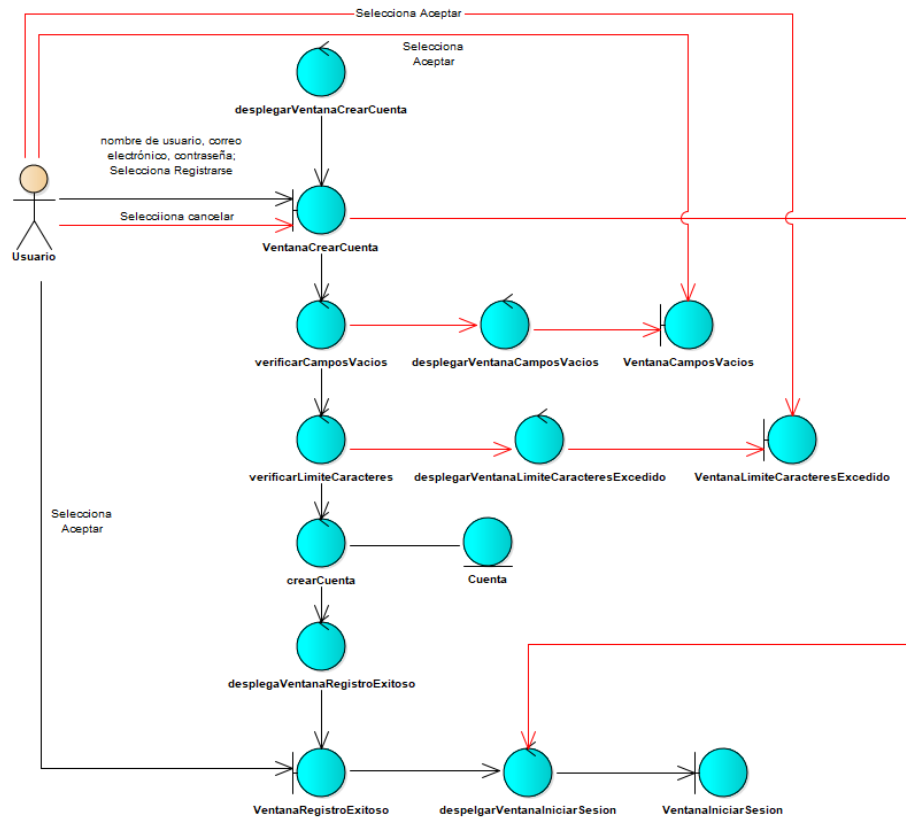 Selecciona Aceptar
Selecciona
Aceptar
desplegarVentanaCrearCuenta
nombre de usuario, correo
electrónico, contraseña;
Selecciona Registrarse
Selecciiona cancelar
Usuario
VentanaCrearCuenta
verificarCamposVacios
desplegarVentanaCamposVacios
VentanaCamposVacios
verificarLimiteCaracteres
desplegarVentanaLimiteCaracteresExcedido
VentanaLimiteCaracteresExcedido
Selecciona
Aceptar
crearCuenta
Cuenta
desplegaVentanaRegistroExitoso
VentanaRegistroExitoso
despelgarVentanaIniciarSesion
VentanaIniciarSesion